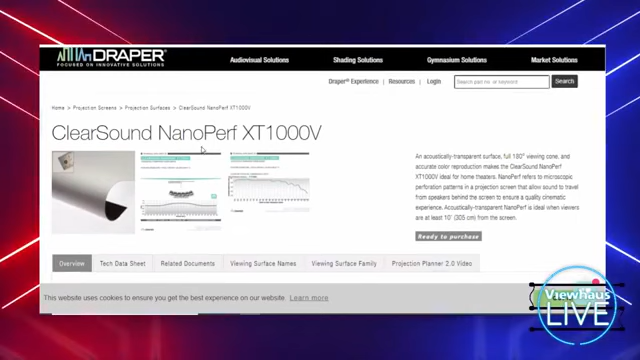 DRAPER
FOCUSED ON INNOVATIVE SOLUTIONS
Audiovisual Solutions Shading Solutions Gymnasium Solutions Market Solutions
Draper® Experience Resources Login Search part no. or keyword Search
Home > Projection Screens > Projection Surfaces > ClearSound NanoPerf XT1000V
ClearSound NanoPerf XT1000V
An acoustically-transparent surface, full 180° viewing cone, and
accurate color reproduction makes the ClearSound NanoPerf
XT1000V ideal for home theaters. NanoPerf refers to microscopic
perforation patterns in a projection screen that allow sound to travel
from speakers behind the screen to ensure a quality cinematic
experience. Acoustically-transparent NanoPerf is ideal when viewers
are at least 10' (305 cm) from the screen.
Ready to purchase
Overview Tech Data Sheet Related Documents Viewing Surface Names Viewing Surface Family Projection Planner 2.0 Video
This website uses cookies to ensure you get the best experience on our website. Learn more
Viewhaus
LIVE